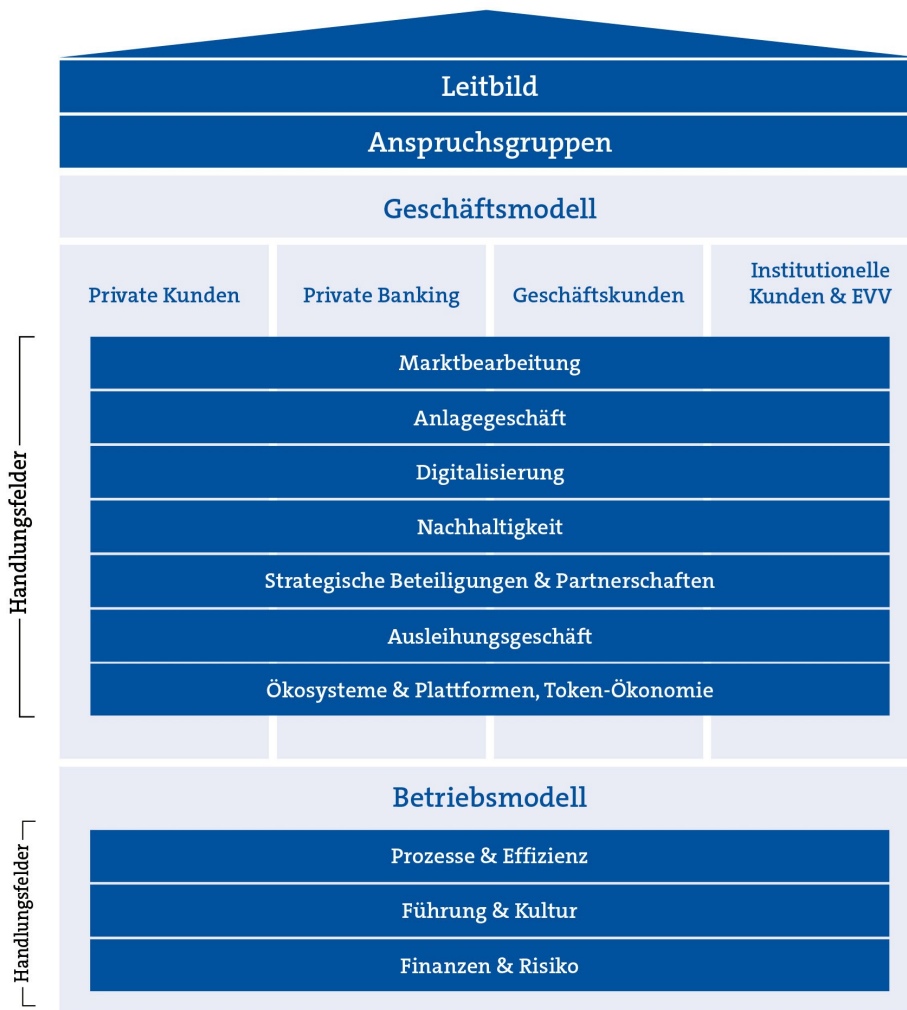 Leitbild
Anspruchsgruppen
Geschäftsmodell
Private Kunden
Private Banking
Geschäftskunden
Institutionelle
Kunden & EVV
Handlungsfelder
Marktbearbeitung
Anlagegeschäft
Digitalisierung
Nachhaltigkeit
Strategische Beteiligungen & Partnerschaften
Ausleihungsgeschäft
Ökosysteme & Plattformen, Token-Ökonomie
Betriebsmodell
Handlungsfelder
Prozesse & Effizienz
Führung & Kultur
Finanzen & Risiko